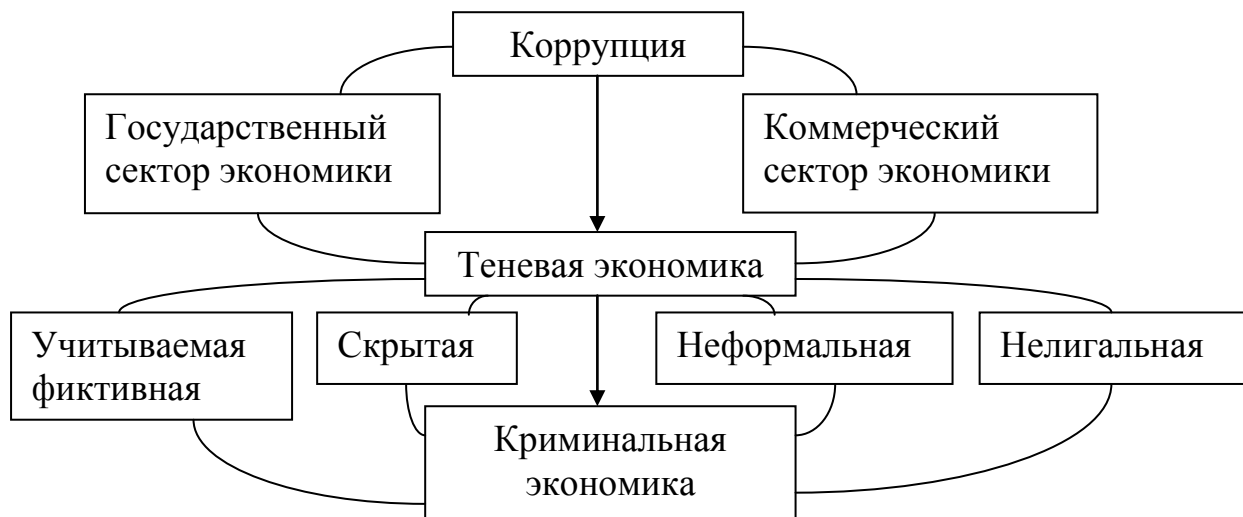 Коррупция
Государственный
сектор экономики
Коммерческий
сектор экономики
Теневая экономика
Учитываемая
фиктивная
Скрытая
Неформальная
Нелигальная
Криминальная
экономика